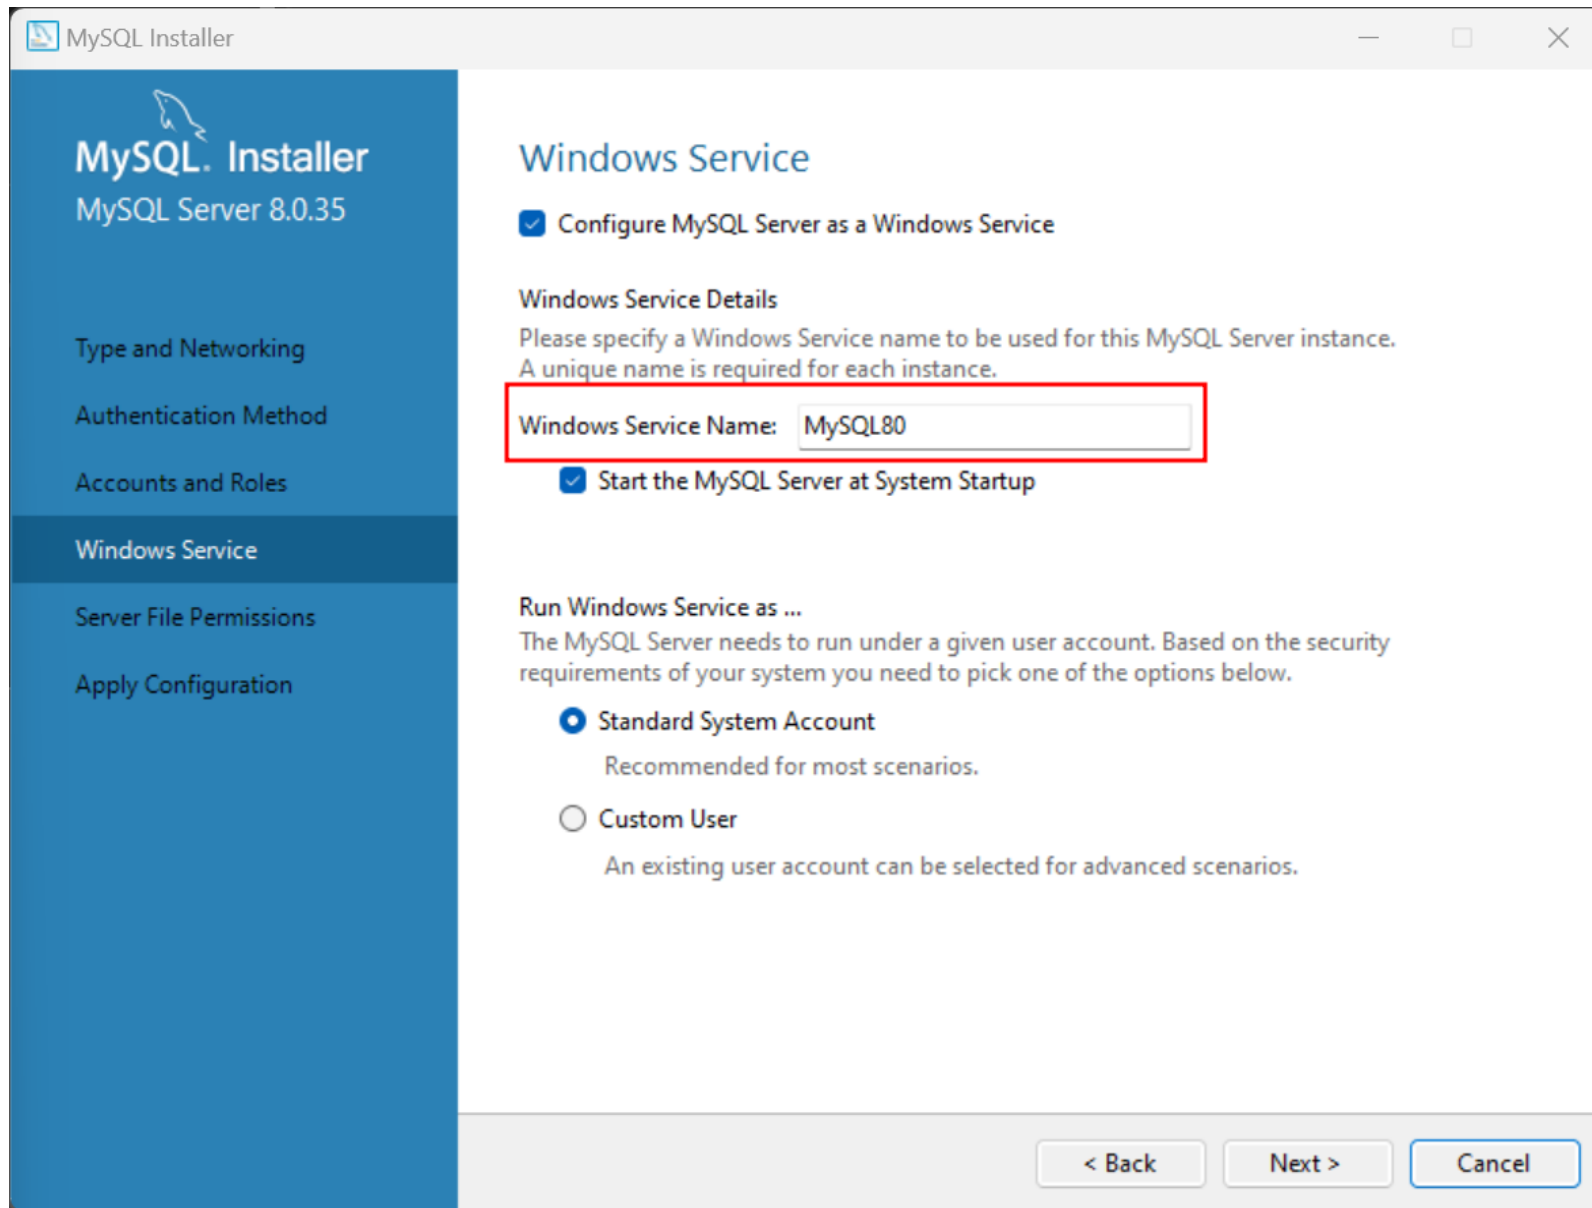 MySQL Installer
MySQL. Installer
MySQL Server 8.0.35
Type and Networking
Authentication Method
Accounts and Roles
Windows Service
Server File Permissions
Apply Configuration
Windows Service
Configure MySQL Server as a Windows Service
Windows Service Details
Please specify a Windows Service name to be used for this MySQL Server instance.
A unique name is required for each instance.
Windows Service Name: MySQL80
Start the MySQL Server at System Startup
Run Windows Service as ...
The MySQL Server needs to run under a given user account. Based on the security
requirements of your system you need to pick one of the options below.
Standard System Account
Recommended for most scenarios.
Custom User
An existing user account can be selected for advanced scenarios.
< Back Next > Cancel